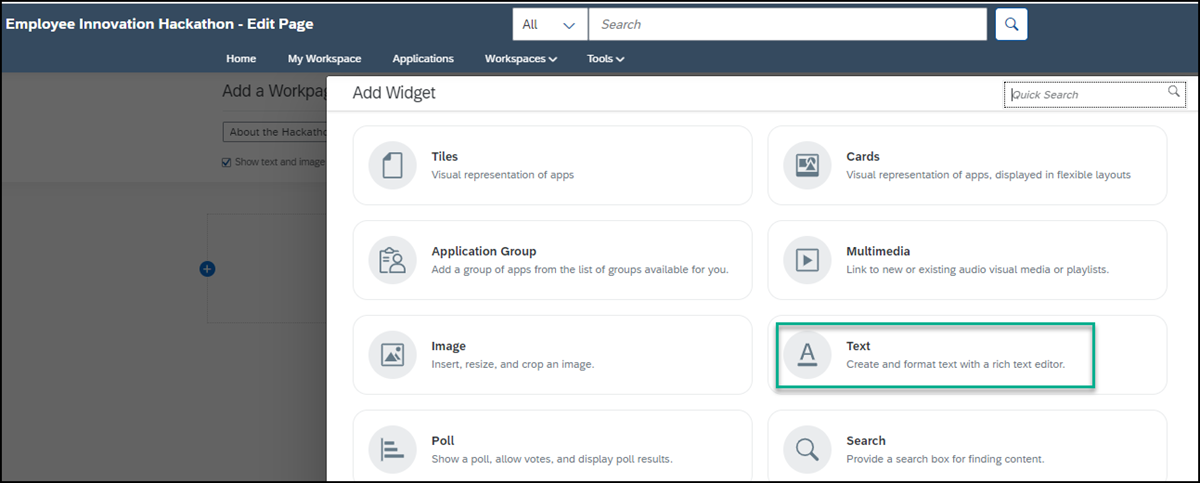 Employee Innovation Hackathon - Edit Page
All
Search
Home
My Workspace
Applications
Workspaces
Tools
Add a
About the
Show text and image
Add Widget
Quick Search
Tiles
Visual representation of apps
Cards
Visual representation of apps, displayed in flexible layouts
Application Group
Add a group of apps from the list of groups available for you.
Multimedia
Link to new or existing audio visual media or playlists.
Image
Insert, resize, and crop an image.
Text
Create and format text with a rich text editor.
Poll
Show a poll, allow votes, and display poll results.
Search
Provide a search box for finding content.